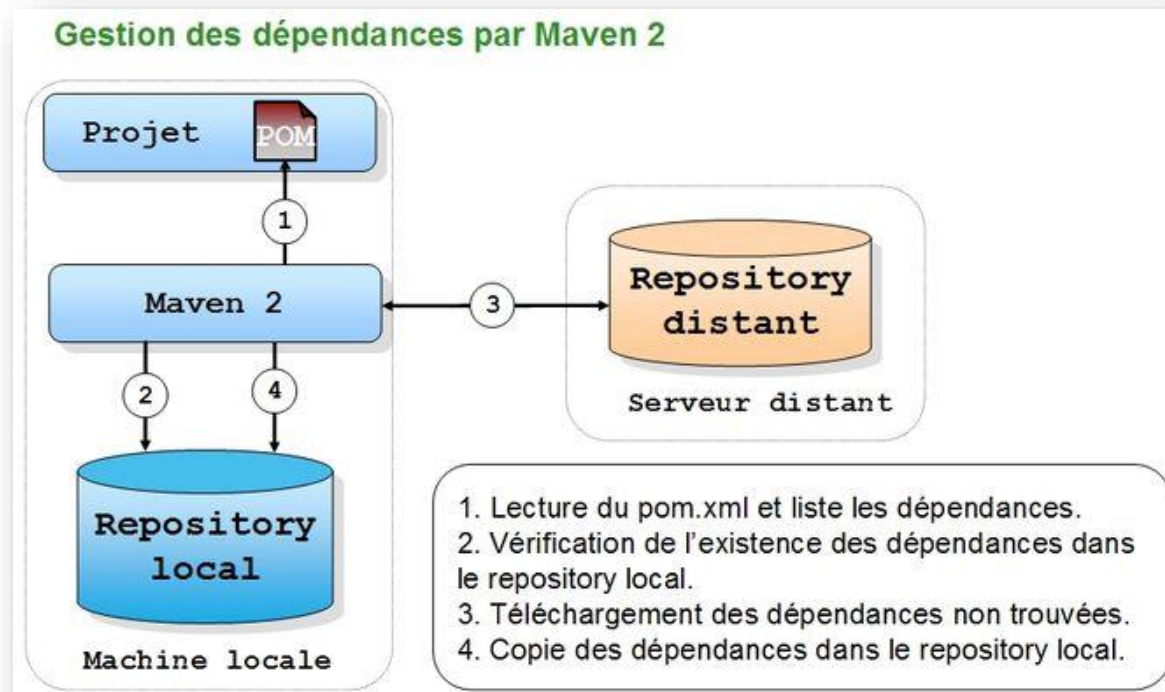 Gestion des dépendances par Maven 2
Projet
POM
1
Maven 2
3
Repository
distant
Serveur distant
2
4
Repository
local
Machine locale
1. Lecture du pom.xml et liste les dépendances.
2. Vérification de l'existence des dépendances dans
le repository local.
3. Téléchargement des dépendances non trouvées.
4. Copie des dépendances dans le repository local.